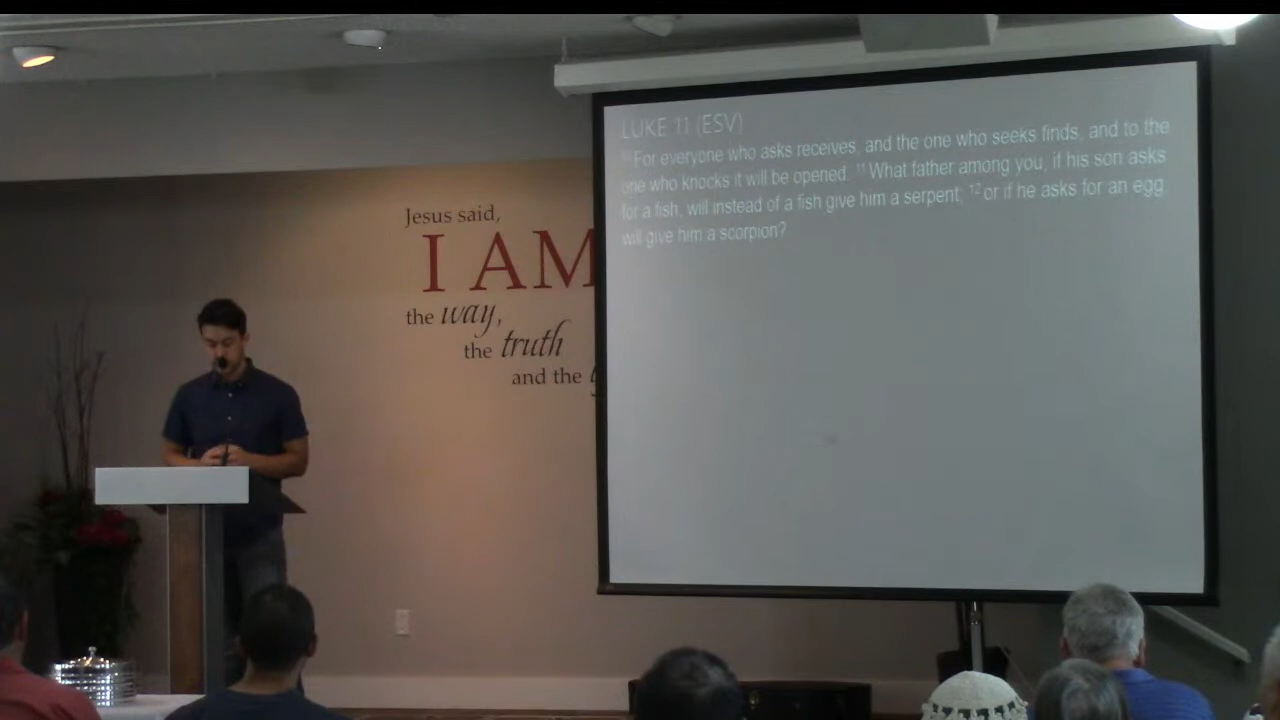 Jesus said,
I AM
the way,
the truth
and the
LUKE 11 (ESV)
10 For everyone who asks receives, and the one who seeks finds, and to the
one who knocks it will be opened. 11 What father among you, if his son asks
for a fish, will instead of a fish give him a serpent; 12 or if he asks for an egg
will give him a scorpion?